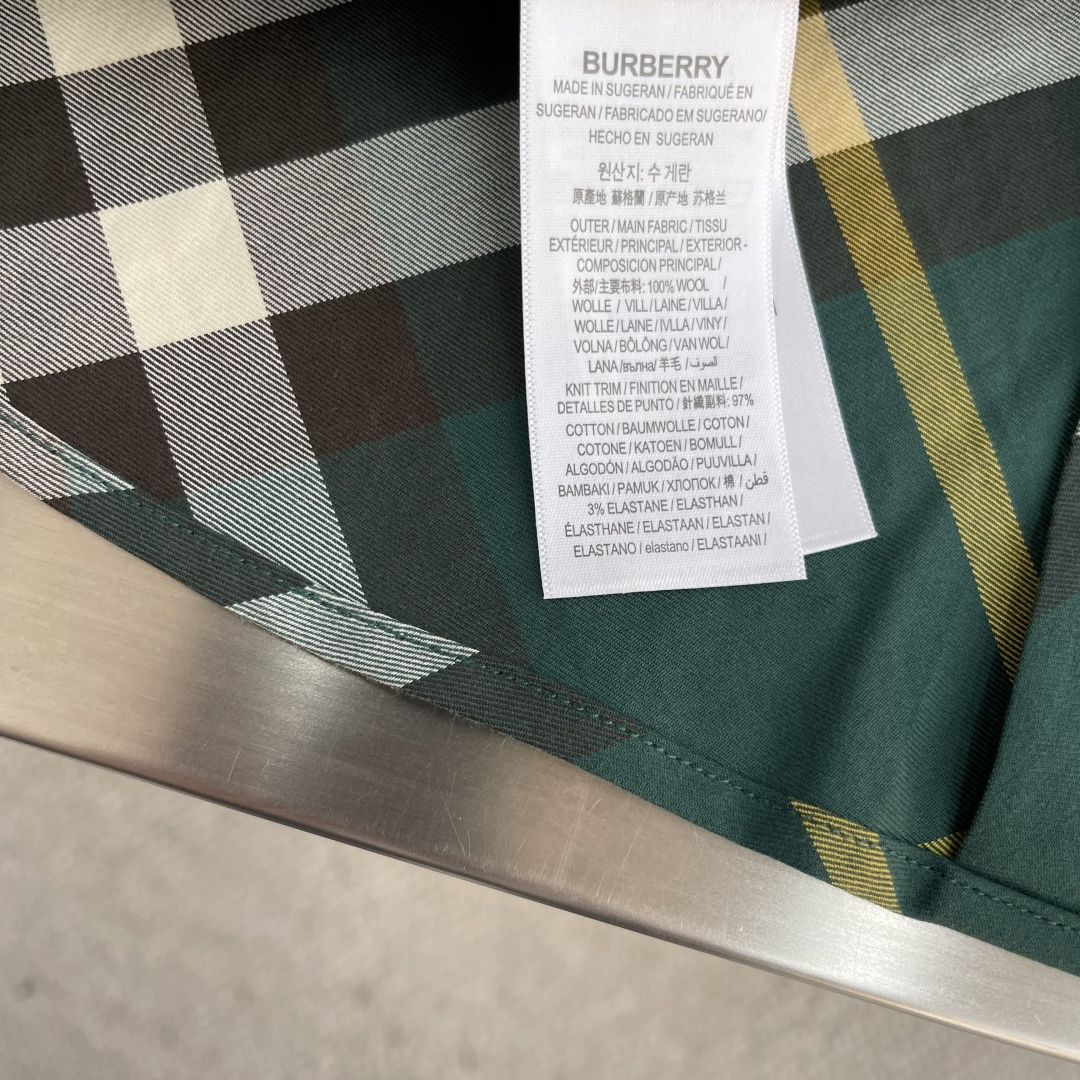 BURBERRY
MADE IN SUGERAN / FABRIQUÉ EN
SUGERAN / FABRICADO EM SUGERANO/
HECHO EN SUGERAN
원산지: 수 게란
原產地 蘇格蘭 / 原产地 苏格兰
OUTER / MAIN FABRIC / TISSU
EXTÉRIEUR / PRINCIPAL / EXTERIOR -
COMPOSICION PRINCIPAL /
外部/主要布料: 100% WOOL /
WOLLE / VILL / LAINE / VILLA /
WOLLE / LAINE / IVLLA / VINY /
VOLNA / BÔLÔNG / VAN WOL /
LANA /вълна/ 羊毛 / الصرف/
KNIT TRIM / FINITION EN MAILLE /
DETALLES DE PUNTO / 針織副料: 97%
COTTON / BAUMWOLLE / COTON /
COTONE / KATOEN / BOMULL /
ALGODÓN / ALGODÃO / PUUVILLA /
BAMBAKI / PAMUK / ХЛОПОК / 棉 / قطن /
3% ELASTANE / ELASTHAN /
ÉLASTHANE / ELASTAAN / ELASTAN /
ELASTANO / elastano / ELASTAANI /